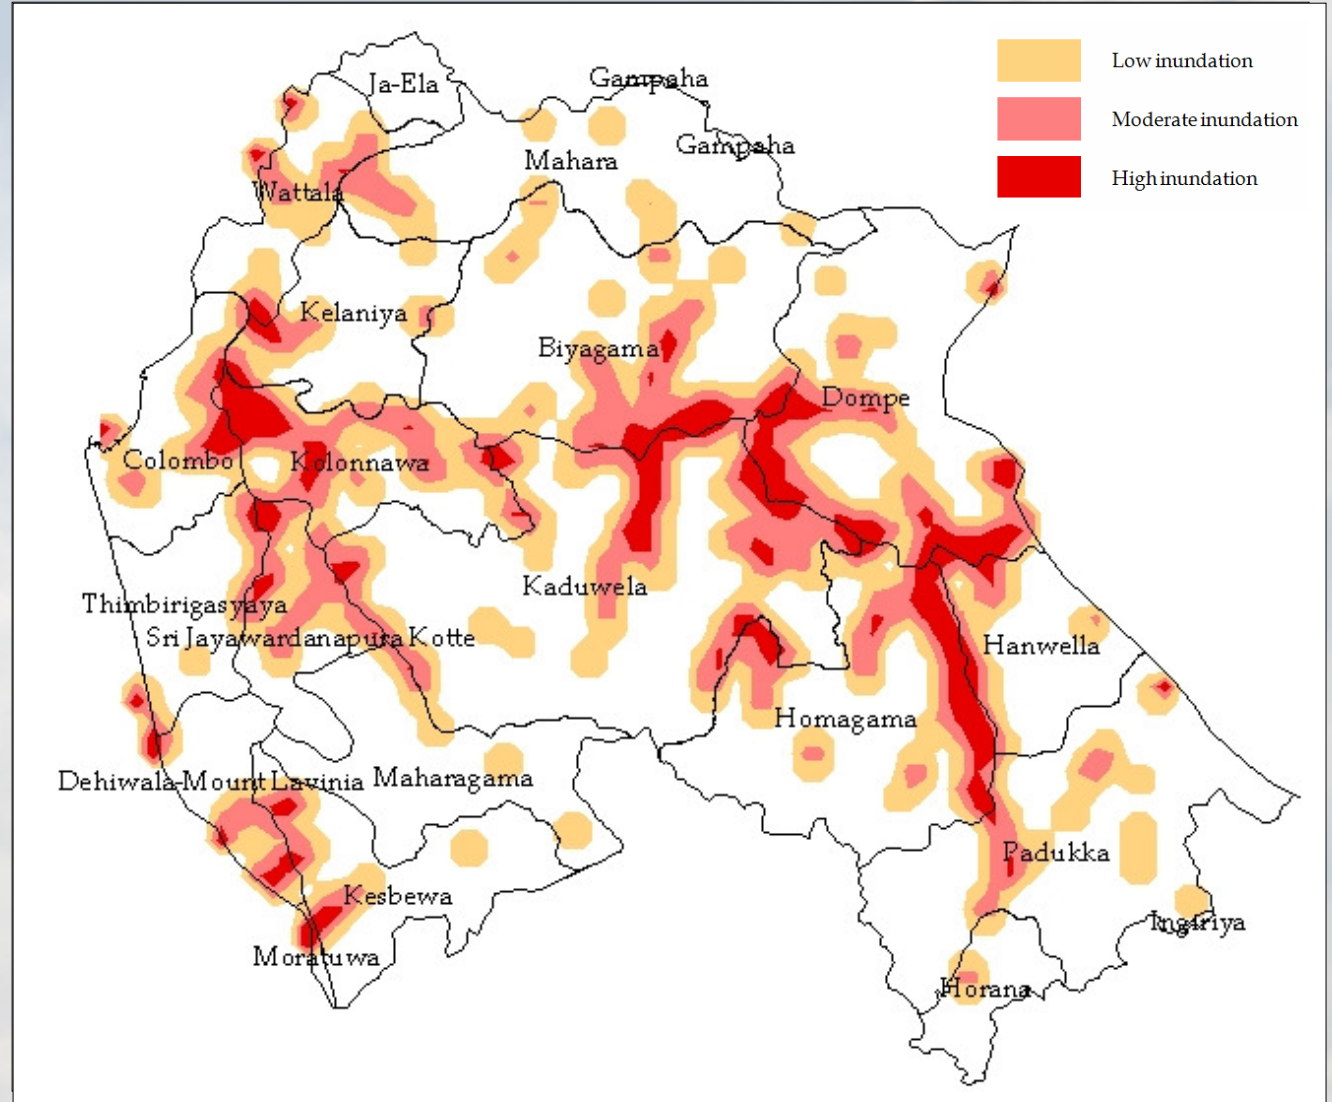 Low inundation
Moderate inundation
High inundation
Ja-Ela
Gampaha
Gampaha
Mahara
Wattala
Kelaniya
Biyagama
Dompe
Colombo
Kolonnawa
Kaduwela
Thimbirigasyaya
Sri Jayawardanapura Kotte
Hanwella
Homagama
Dehiwala-Mount Lavinia
Maharagama
Padukka
Kesbewa
Ingiriya
Moratuwa
Horana